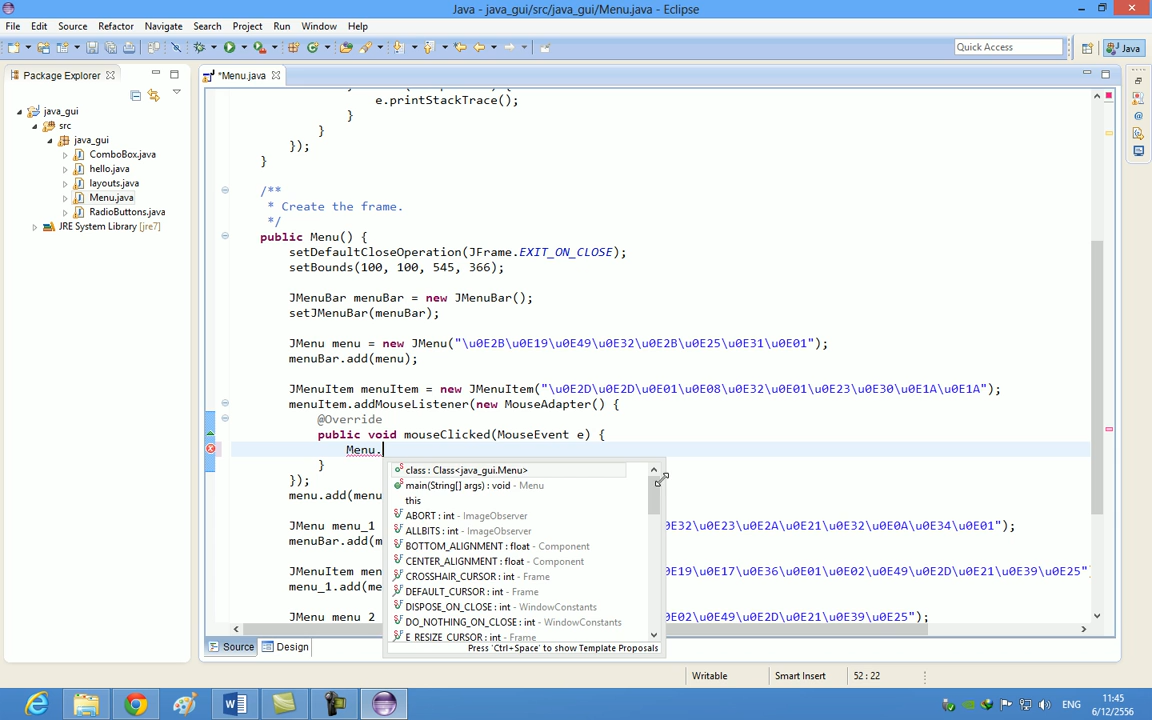 Java - java_gui/src/java_gui/Menu.java - Eclipse
File Edit Source Refactor Navigate Search Project Run Window Help
Quick Access
Java
Package Explorer
*Menu.java
java_gui
src
java_gui
ComboBox.java
hello.java
layouts.java
Menu.java
RadioButtons.java
JRE System Library [jre7]
e.printStackTrace();
}
}
});
}
/**
* Create the frame.
*/
public Menu() {
setDefaultCloseOperation(JFrame.EXIT_ON_CLOSE);
setBounds(100, 100, 545, 366);
JMenuBar menuBar = new JMenuBar();
setJMenuBar(menuBar);
JMenu menu = new JMenu("\u0E2B\u0E19\u0E49\u0E32\u0E2B\u0E25\u0E31\u0E01");
menuBar.add(menu);
JMenuItem menuItem = new JMenuItem("\u0E2D\u0E2D\u0E01\u0E08\u0E32\u0E01\u0E23\u0E30\u0E1A\u0E1A");
menuItem.addMouseListener(new MouseAdapter() {
@Override
public void mouseClicked(MouseEvent e) {
Menu.
}
});
menu.add(menu
JMenu menu_1
E32\u0E23\u0E2A\u0E21\u0E32\u0E0A\u0E34\u0E01");
menuBar.add(m
JMenuItem men
E19\u0E17\u0E36\u0E01\u0E02\u0E49\u0E2D\u0E21\u0E39\u0E25"
menu_1.add(me
JMenu menu 2
E02\u0E49\u0E2D\u0E21\u0E39\u0E25");
class : Class<java_gui.Menu>
main(String[] args) : void - Menu
this
ABORT : int - ImageObserver
ALLBITS : int - ImageObserver
BOTTOM_ALIGNMENT : float - Component
CENTER_ALIGNMENT : float - Component
CROSSHAIR_CURSOR : int - Frame
DEFAULT_CURSOR : int - Frame
DISPOSE_ON_CLOSE : int - WindowConstants
DO_NOTHING_ON_CLOSE : int - WindowConstants
E_RESIZE_CURSOR : int - Frame
Press 'Ctrl+Space' to show Template Proposals
Source Design
Writable Smart Insert 52 : 22
ENG
11:45
6/12/2556